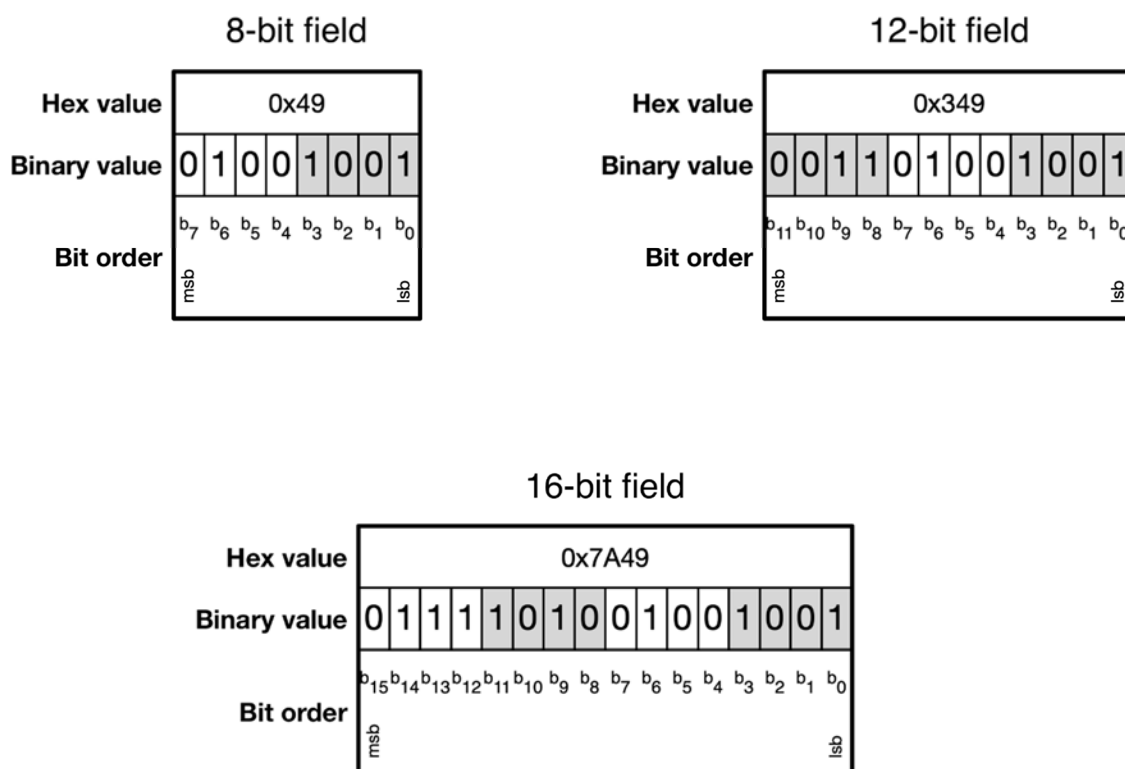 8-bit field
Hex value 0x49
Binary value 0 1 0 0 1 0 0 1
b7 b6 b5 b4 b3 b2 b1 b0
Bit order
msb lsb
12-bit field
Hex value 0x349
Binary value 0 0 1 1 0 1 0 0 1 0 0 1
b11 b10 b9 b8 b7 b6 b5 b4 b3 b2 b1 b0
Bit order
msb lsb
16-bit field
Hex value 0x7A49
Binary value 0 1 1 1 1 0 1 0 0 1 0 0 1 0 0 1
b15 b14 b13 b12 b11 b10 b9 b8 b7 b6 b5 b4 b3 b2 b1 b0
Bit order
msb lsb